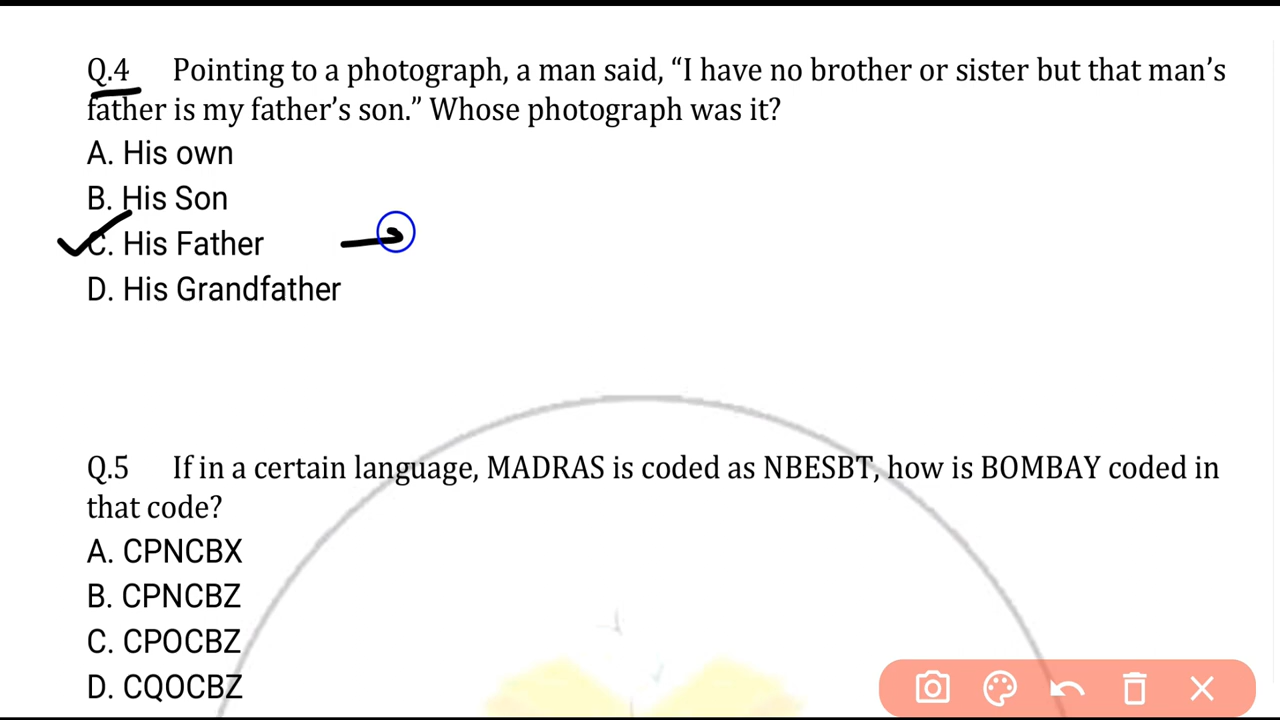 Q.4 Pointing to a photograph, a man said, “I have no brother or sister but that man’s
father is my father’s son.” Whose photograph was it?
A. His own
B. His Son
C. His Father
D. His Grandfather
Q.5 If in a certain language, MADRAS is coded as NBESBT, how is BOMBAY coded in
that code?
A. CPNCBX
B. CPNCBZ
C. CPOCBZ
D. CQOCBZ